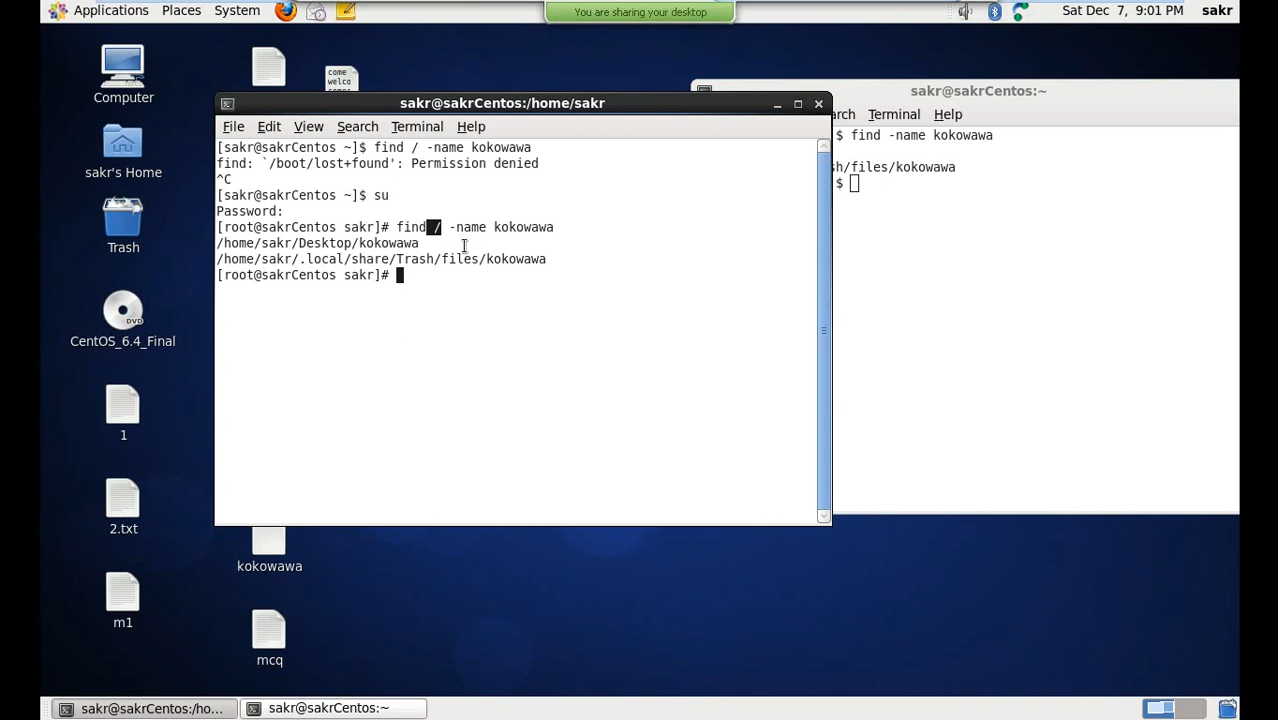 Applications Places System
You are sharing your desktop
Sat Dec 7, 9:01 PM sakr
Computer
come
welco
sakr's Home
Trash
DVD
CentOS_6.4_Final
1
2.txt
m1
kokowawa
mcq
sakr@sakrCentos:/home/sakr
File Edit View Search Terminal Help
[sakr@sakrCentos ~]$ find / -name kokowawa
find: `/boot/lost+found': Permission denied
^C
[sakr@sakrCentos ~]$ su
Password:
[root@sakrCentos sakr]# find / -name kokowawa
/home/sakr/Desktop/kokowawa
/home/sakr/.local/share/Trash/files/kokowawa
[root@sakrCentos sakr]#
sakr@sakrCentos:~
arch Terminal Help
$ find -name kokowawa
sh/files/kokowawa
$
sakr@sakrCentos:/ho...
sakr@sakrCentos:~